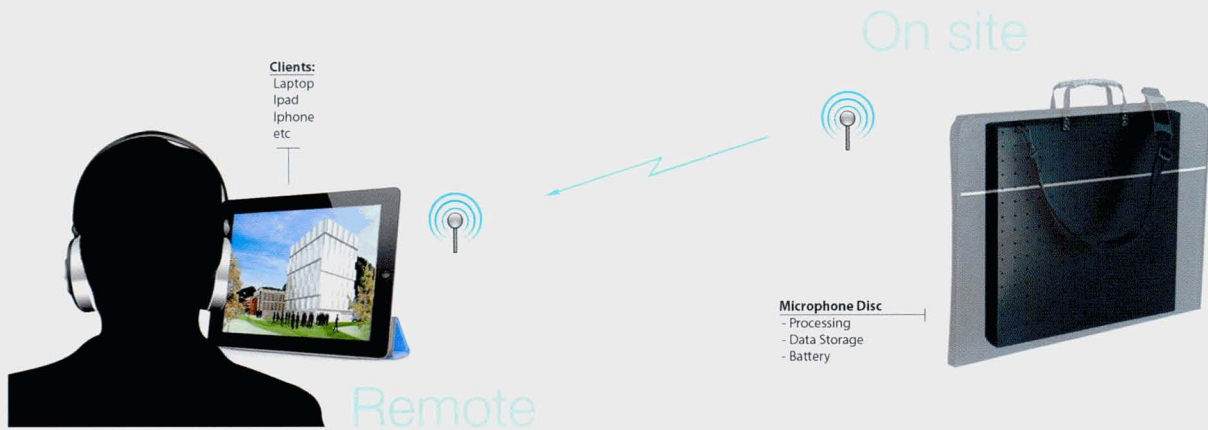 On site
Clients:
Laptop
Ipad
Iphone
etc
Microphone Disc
- Processing
- Data Storage
- Battery
Remote